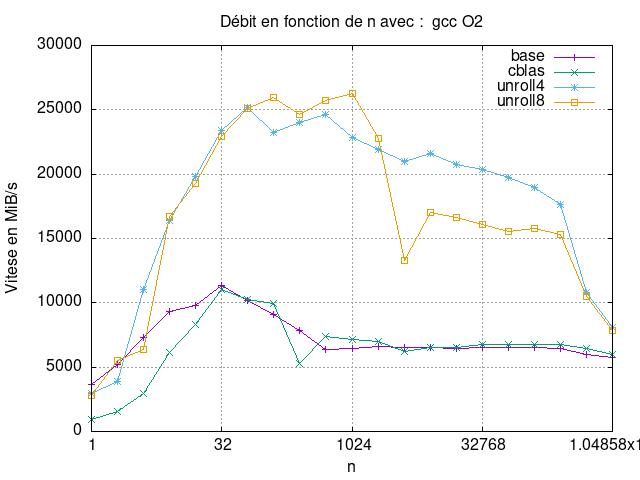 Débit en fonction de n avec : gcc O2
30000
25000
20000
15000
10000
5000
0
Vitese en MiB/s
base
cblas
unroll4
unroll8
1 32 1024 32768 1.04858x1
n